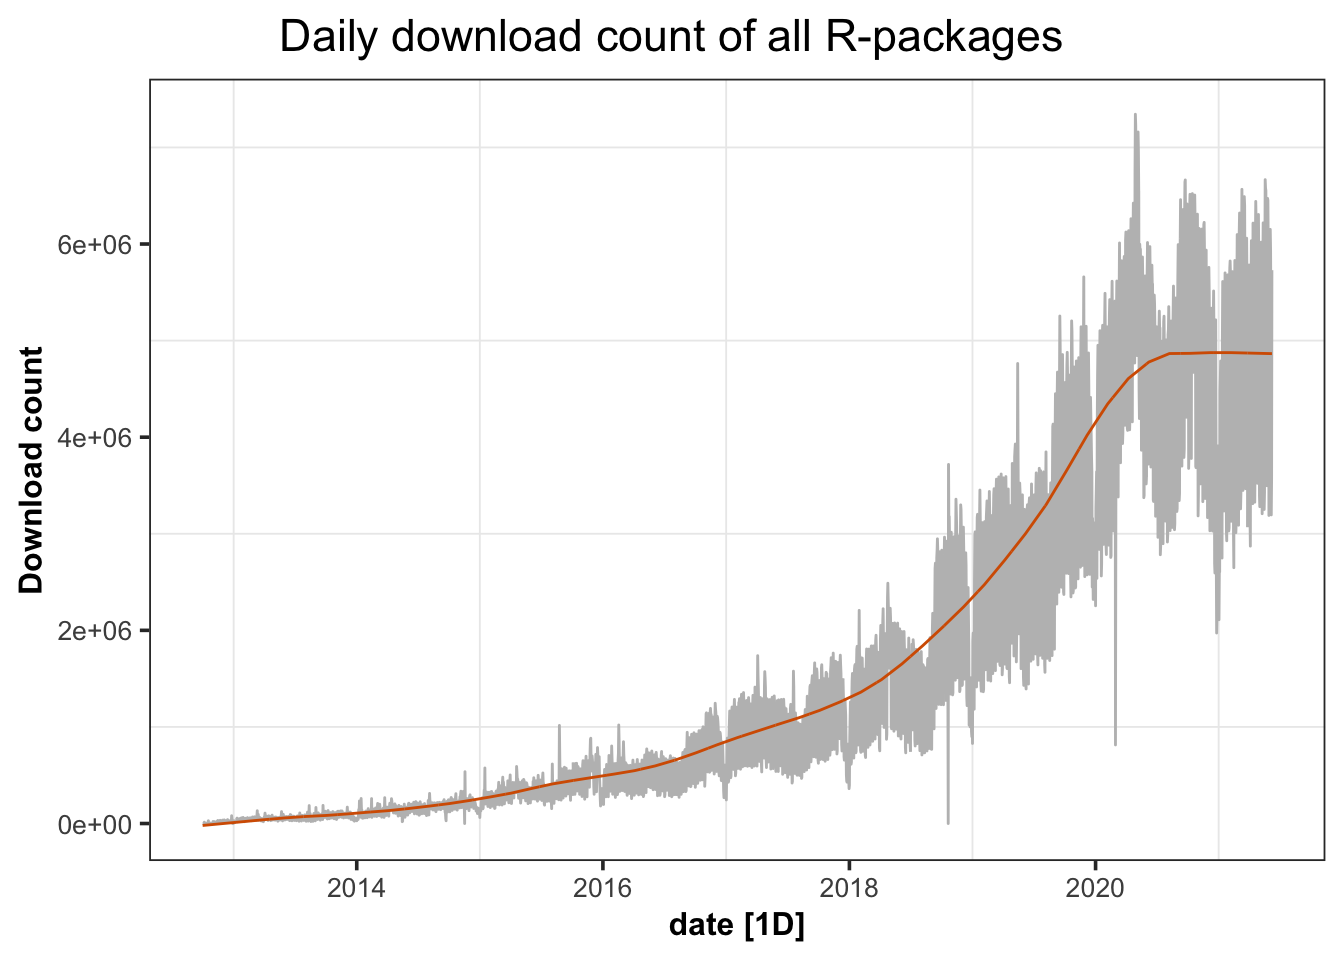 Daily download count of all R-packages
Download count
6e+06
4e+06
2e+06
0e+00
2014 2016 2018 2020
date [1D]